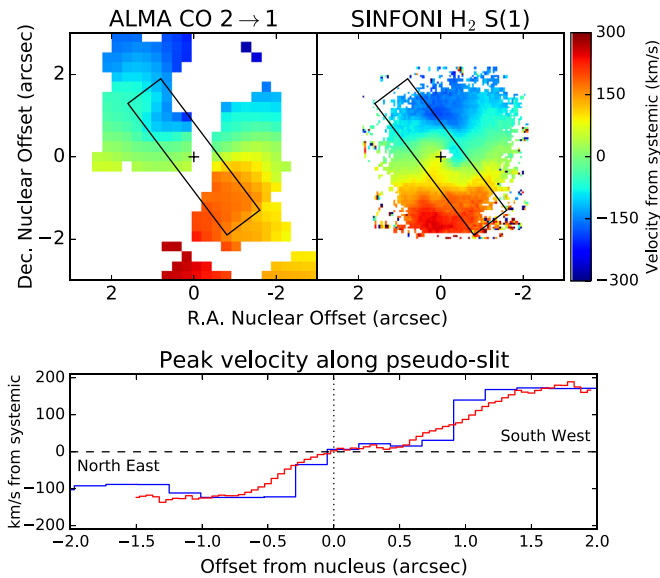 ALMA CO 2→1
SINFONI H₂ S(1)
Dec. Nuclear Offset (arcsec)
2
0
−2
2
0
-2
2
0
-2
R.A. Nuclear Offset (arcsec)
300
150
0
−150
−300
Velocity from systemic (km/s)
Peak velocity along pseudo-slit
km/s from systemic
200
100
0
−100
−200
North East
South West
−2.0
−1.5
−1.0
−0.5
0.0
0.5
1.0
1.5
2.0
Offset from nucleus (arcsec)